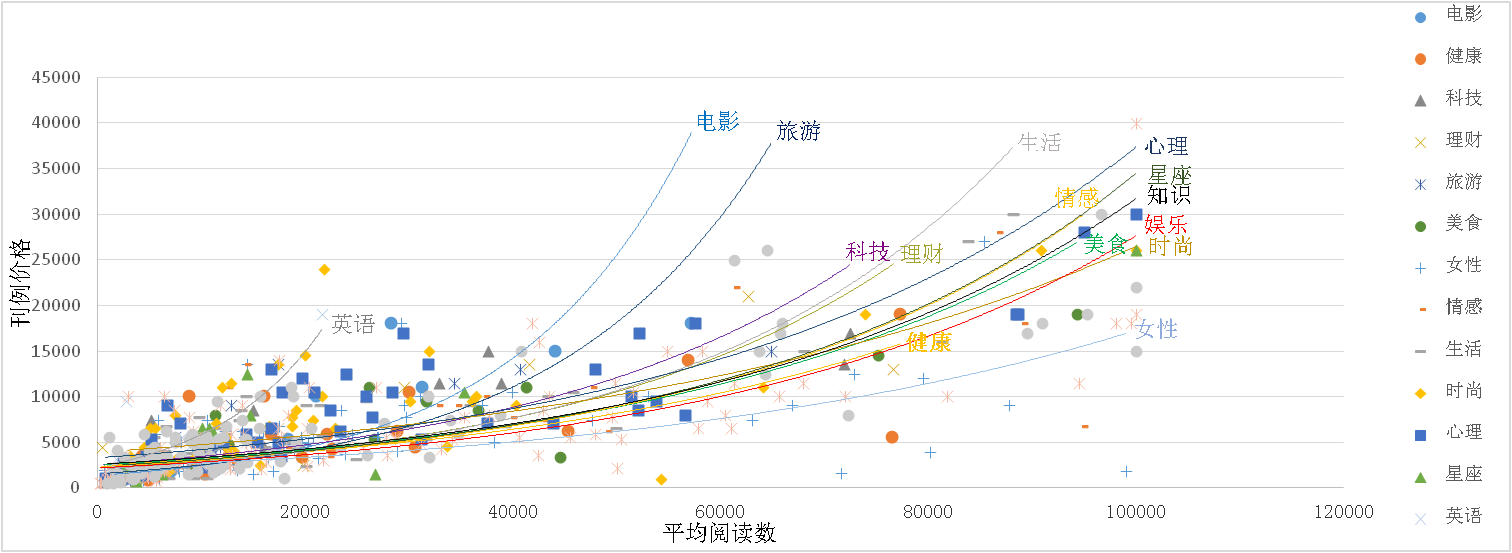 电影
健康
科技
理财
旅游
美食
女性
情感
生活
时尚
心理
星座
英语
45000
40000
35000
30000
25000
20000
15000
10000
5000
0
刊例价格
电影
旅游
生活
心理
星座
情感
知识
娱乐
美食
时尚
科技
理财
英语
女性
健康
0
20000
40000
60000
80000
100000
120000
平均阅读数